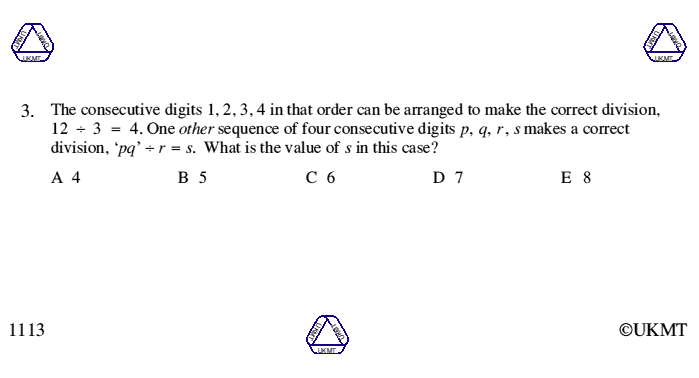 UKMT UKMT UKMT UKMT UKMT UKMT
3. The consecutive digits 1, 2, 3, 4 in that order can be arranged to make the correct division,
12 ÷ 3 = 4. One other sequence of four consecutive digits p, q, r, s makes a correct
division, ‘pq’ ÷ r = s. What is the value of s in this case?
A 4 B 5 C 6 D 7 E 8
1113 UKMT UKMT UKMT ©UKMT